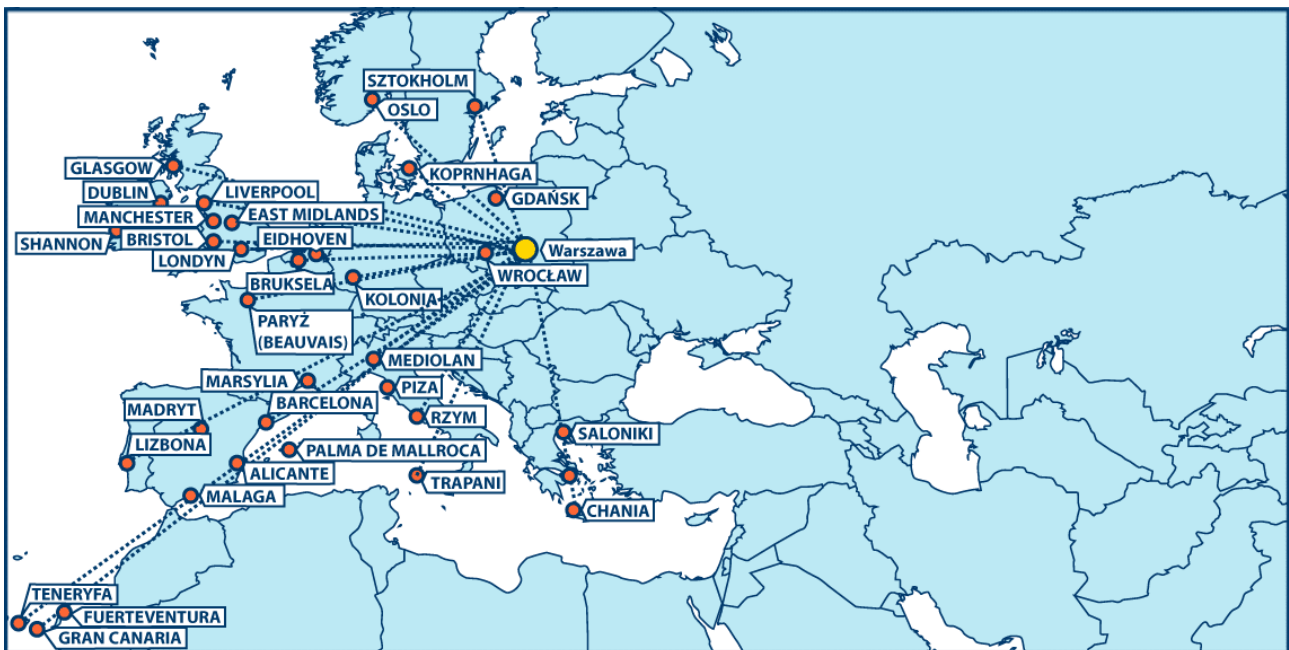 SZTOKHOLM
OSLO
GLASGOW
KOPRNHAGA
DUBLIN
LIVERPOOL
GDAŃSK
MANCHESTER
EAST MIDLANDS
SHANNON
BRISTOL
EIDHOVEN
LONDYN
Warszawa
WROCŁAW
BRUKSELA
KOLONIA
PARYŻ
(BEAUVAIS)
MEDIOLAN
MARSYLIA
PIZA
MADRYT
BARCELONA
RZYM
LIZBONA
SALONIKI
PALMA DE MALLROCA
ALICANTE
TRAPANI
MALAGA
CHANIA
TENERYFA
FUERTEVENTURA
GRAN CANARIA